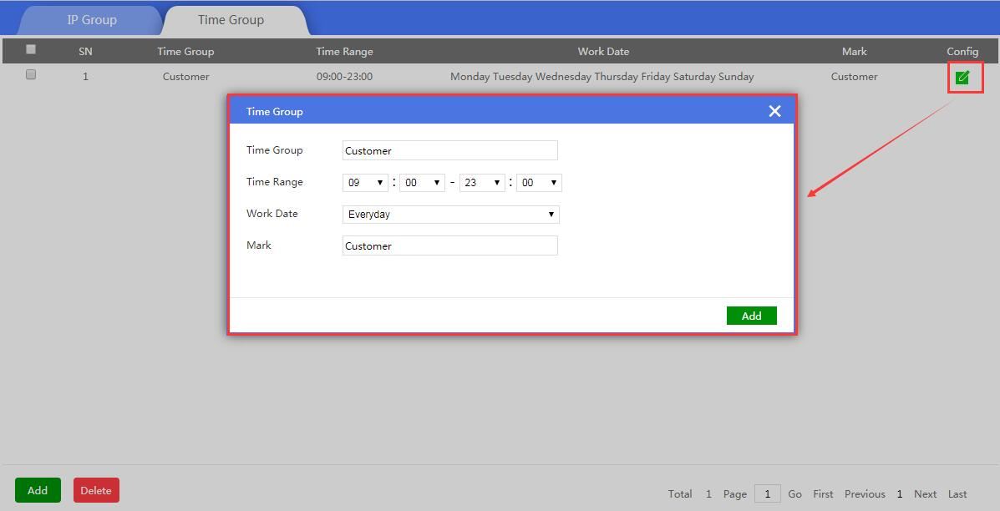 IP Group Time Group
SN Time Group Time Range Work Date Mark Config
1 Customer 09:00-23:00 Monday Tuesday Wednesday Thursday Friday Saturday Sunday Customer
Time Group
Time Group Customer
Time Range 09 : 00 - 23 : 00
Work Date Everyday
Mark Customer
Add
Add Delete Total 1 Page 1 Go First Previous 1 Next Last